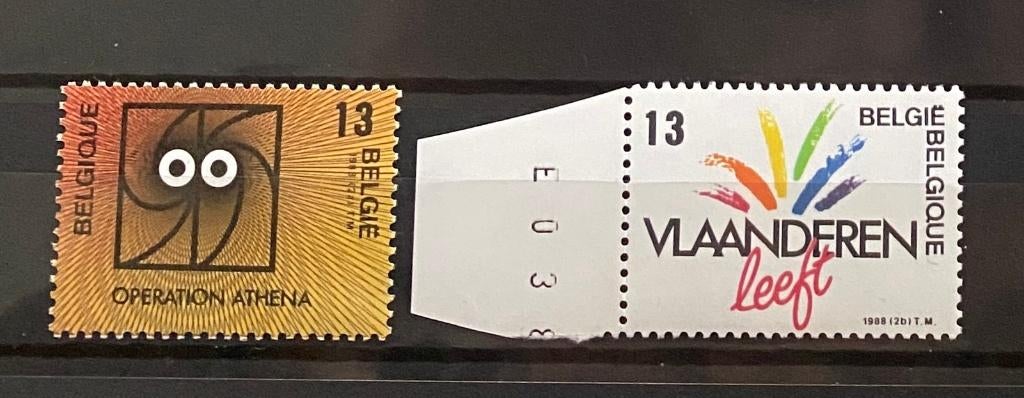 BELGIQUE
13
BELGIË
OPERATION ATHENA
13
BELGIË
BELGIQUE
VLAANDEREN
leeft
1988 (2b) T.M.